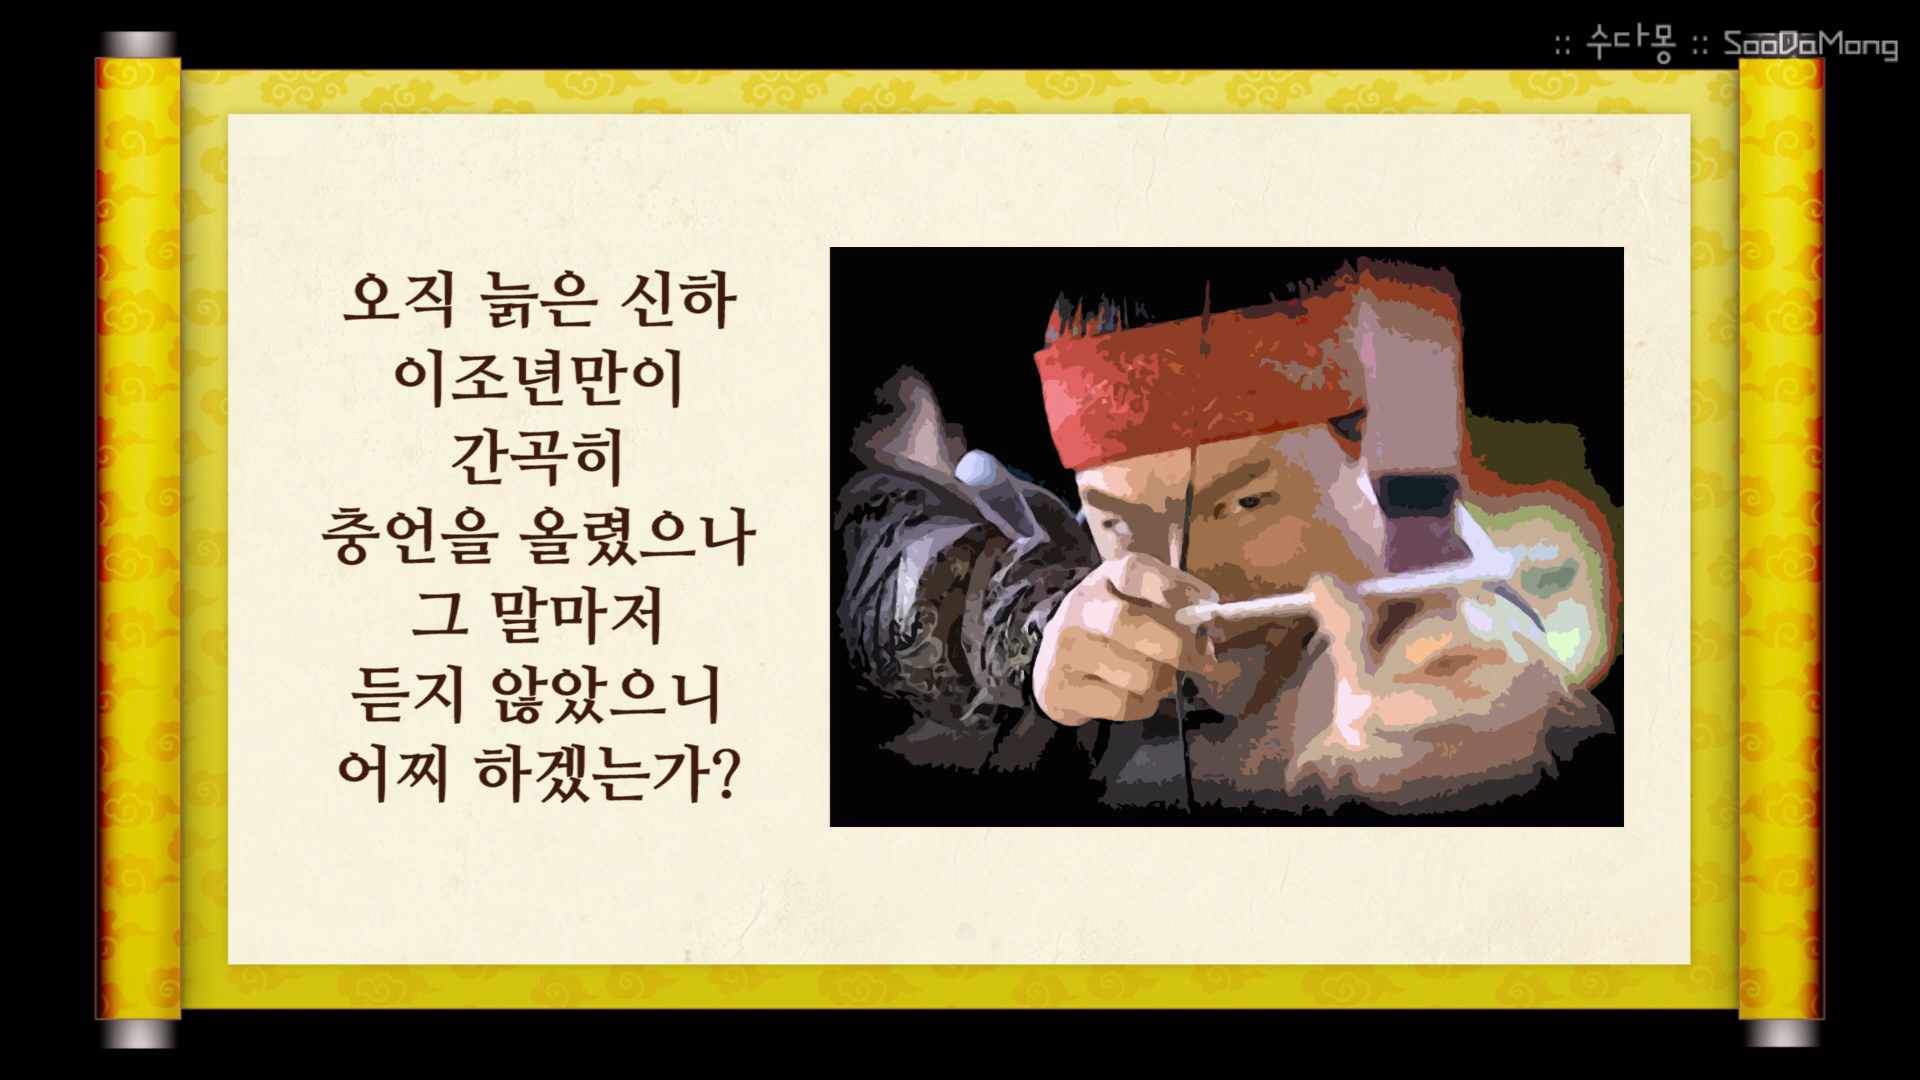 :: 수다몽 :: SooDaMong
오직 늙은 신하
이조년만이
간곡히
충언을 올렸으나
그 말마저
듣지 않았으니
어찌 하겠는가?